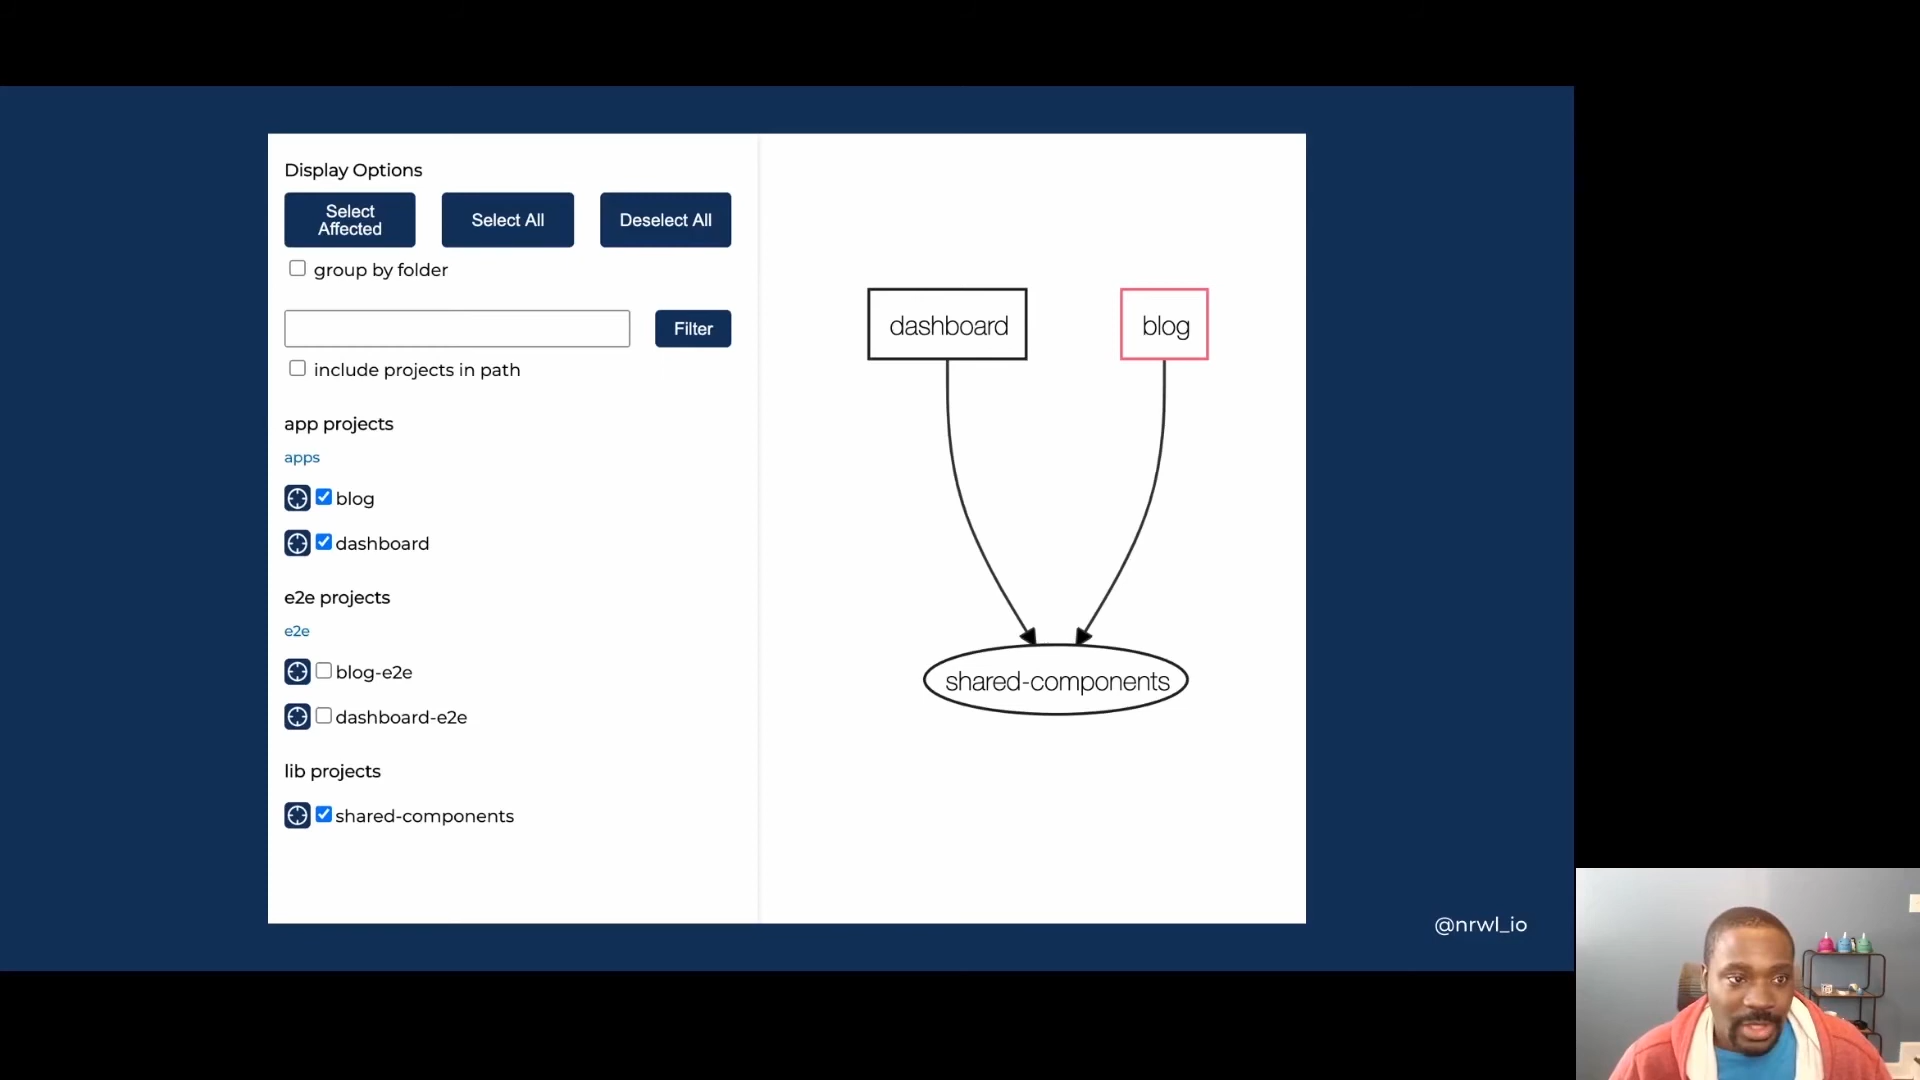 Display Options
Select
Affected
Select All
Deselect All
group by folder
Filter
include projects in path
app projects
apps
blog
dashboard
e2e projects
e2e
blog-e2e
dashboard-e2e
lib projects
shared-components
dashboard
blog
shared-components
@nrwl_io